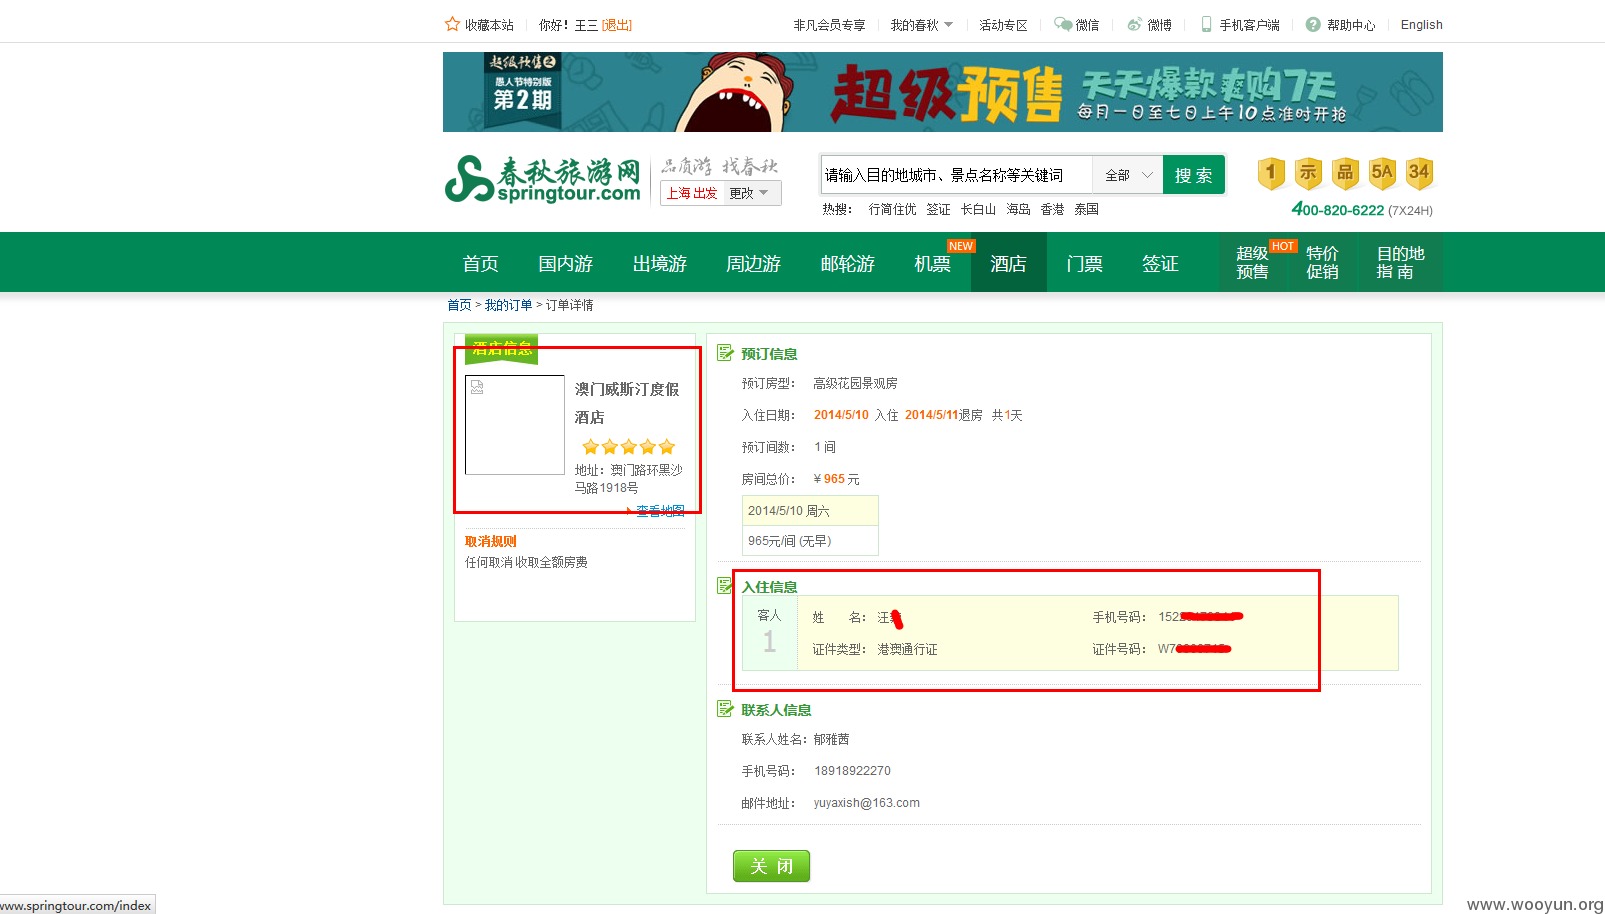 收藏本站 你好！王三 [退出] 非凡会员专享 我的春秋 活动专区 微信 微博 手机客户端 帮助中心 English
超级预售②
愚人节特别版
第2期
超级预售
天天爆款 来购7天
每月一日至七日上午10点准时开抢
春秋旅游网
springtour.com
品质游 找春秋
上海 出发 更改
请输入目的地城市、景点名称等关键词 全部 搜 索
热搜： 行简住优 签证 长白山 海岛 香港 泰国
1 示 品 5A 34
400-820-6222 (7X24H)
首页 国内游 出境游 周边游 邮轮游 机票 NEW 酒店 门票 签证 超级预售 HOT 特价促销 目的地指 南
首页 > 我的订单 > 订单详情
酒店信息
澳门威斯汀度假
酒店
地址：澳门路环黑沙
马路1918号
查看地图
取消规则
任何取消收取全额房费
预订信息
预订房型： 高级花园景观房
入住日期： 2014/5/10 入住 2014/5/11退房 共1天
预订间数： 1 间
房间总价： ¥ 965 元
2014/5/10 周六
965元/间 (无早)
入住信息
客人
1
姓 名： 汪 手机号码： 152
证件类型： 港澳通行证 证件号码： W7
联系人信息
联系人姓名： 郁雅茜
手机号码： 18918922270
邮件地址： yuyaxish@163.com
关 闭
www.springtour.com/index
www.wooyun.org